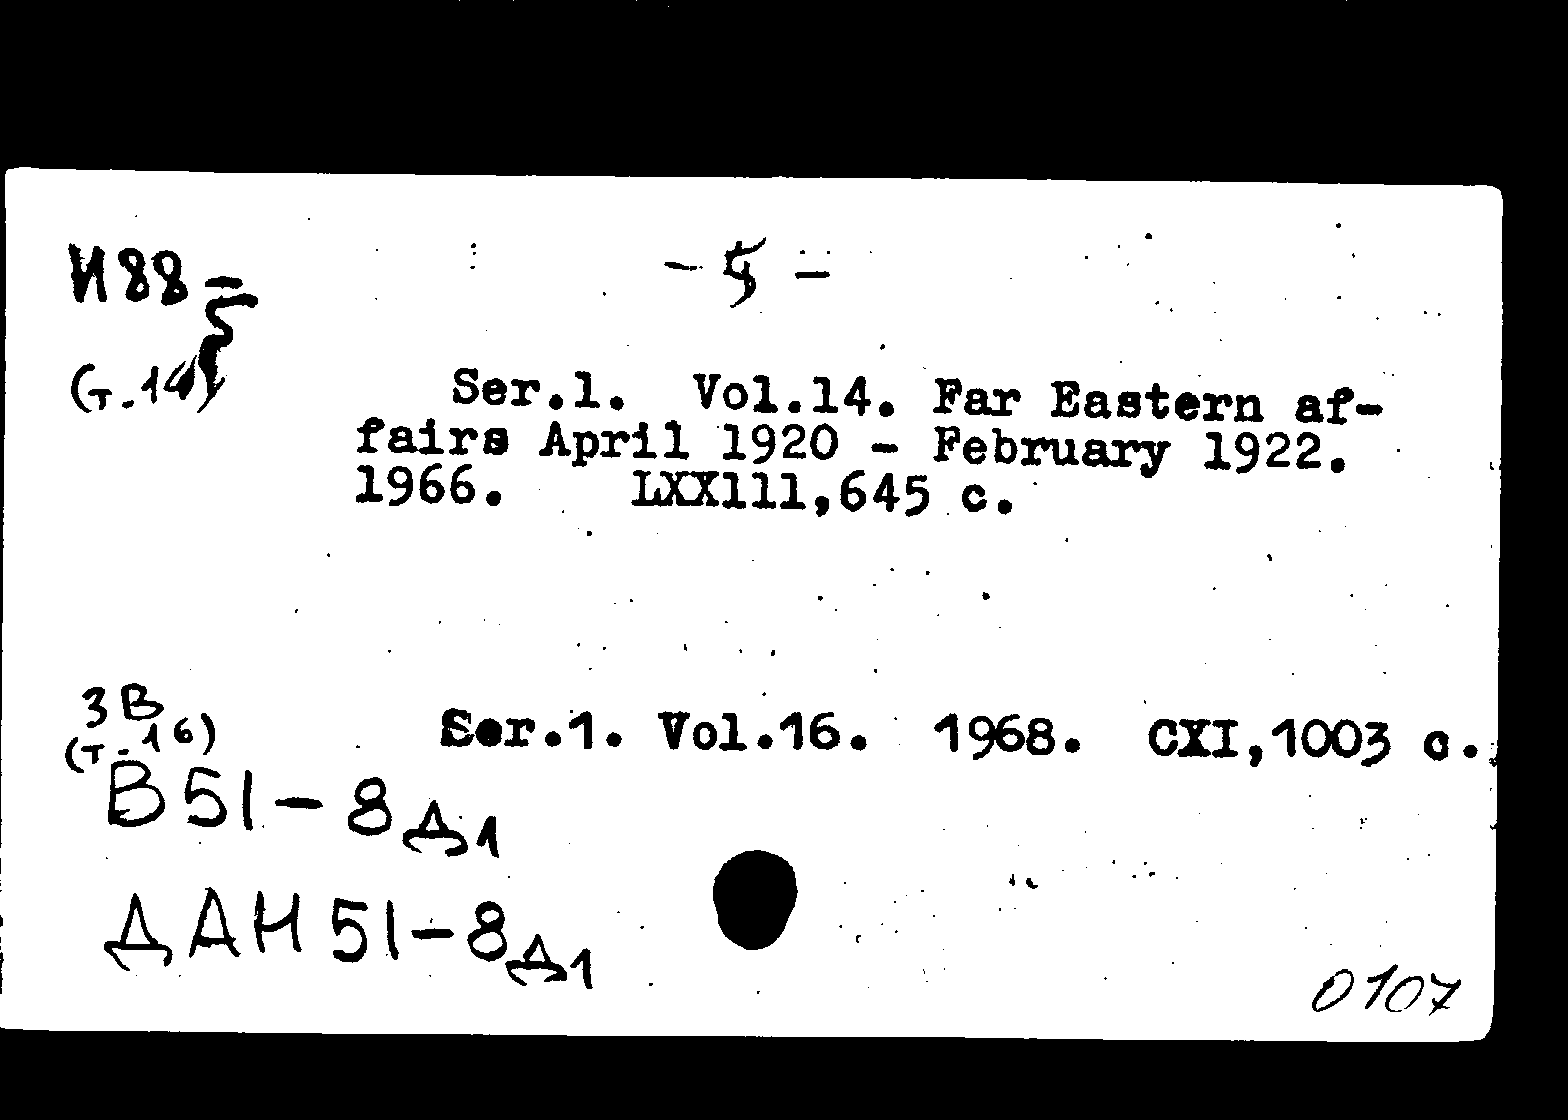 - 5 -
И88-5
(т.14)
Ser.1. Vol.14. Far Eastern af-
fairs April 1920 - February 1922.
1966. LXX111,645 с.
3В
(т.16)
Ser.1. Vol.16. 1968. CXI,1003 с.
В51-8д1
ДАН51-8д1
0107